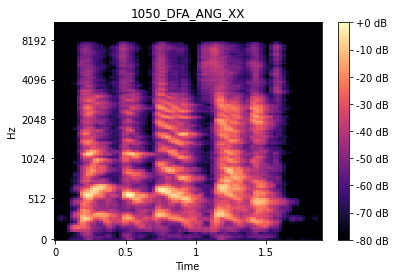 1050_DFA_ANG_XX
8192
4096
2048
1024
512
0
Hz
0
0.5
1
1.5
Time
+0 dB
-10 dB
-20 dB
-30 dB
-40 dB
-50 dB
-60 dB
-70 dB
-80 dB